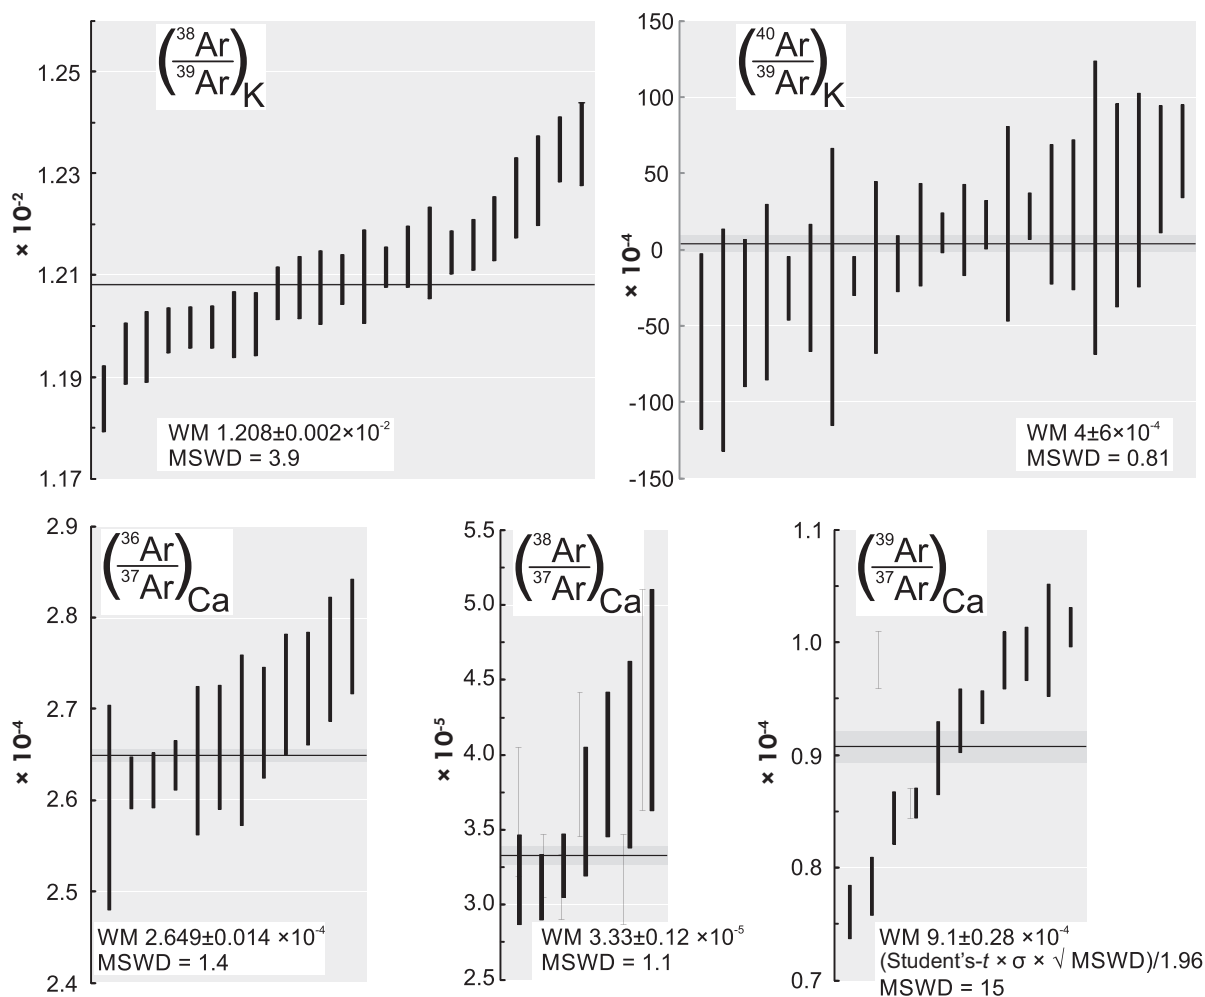 (38Ar/39Ar)K
1.25
1.23
1.21
1.19
1.17
× 10-2
WM 1.208±0.002×10-2
MSWD = 3.9
(40Ar/39Ar)K
150
100
50
0
-50
-100
-150
× 10-4
WM 4±6×10-4
MSWD = 0.81
(36Ar/37Ar)Ca
2.9
2.8
2.7
2.6
2.5
2.4
× 10-4
WM 2.649±0.014 ×10-4
MSWD = 1.4
(38Ar/37Ar)Ca
5.5
5.0
4.5
4.0
3.5
3.0
2.5
× 10-5
WM 3.33±0.12 ×10-5
MSWD = 1.1
(39Ar/37Ar)Ca
1.1
1.0
0.9
0.8
0.7
× 10-4
WM 9.1±0.28 ×10-4
(Student's-t × σ × √ MSWD)/1.96
MSWD = 15